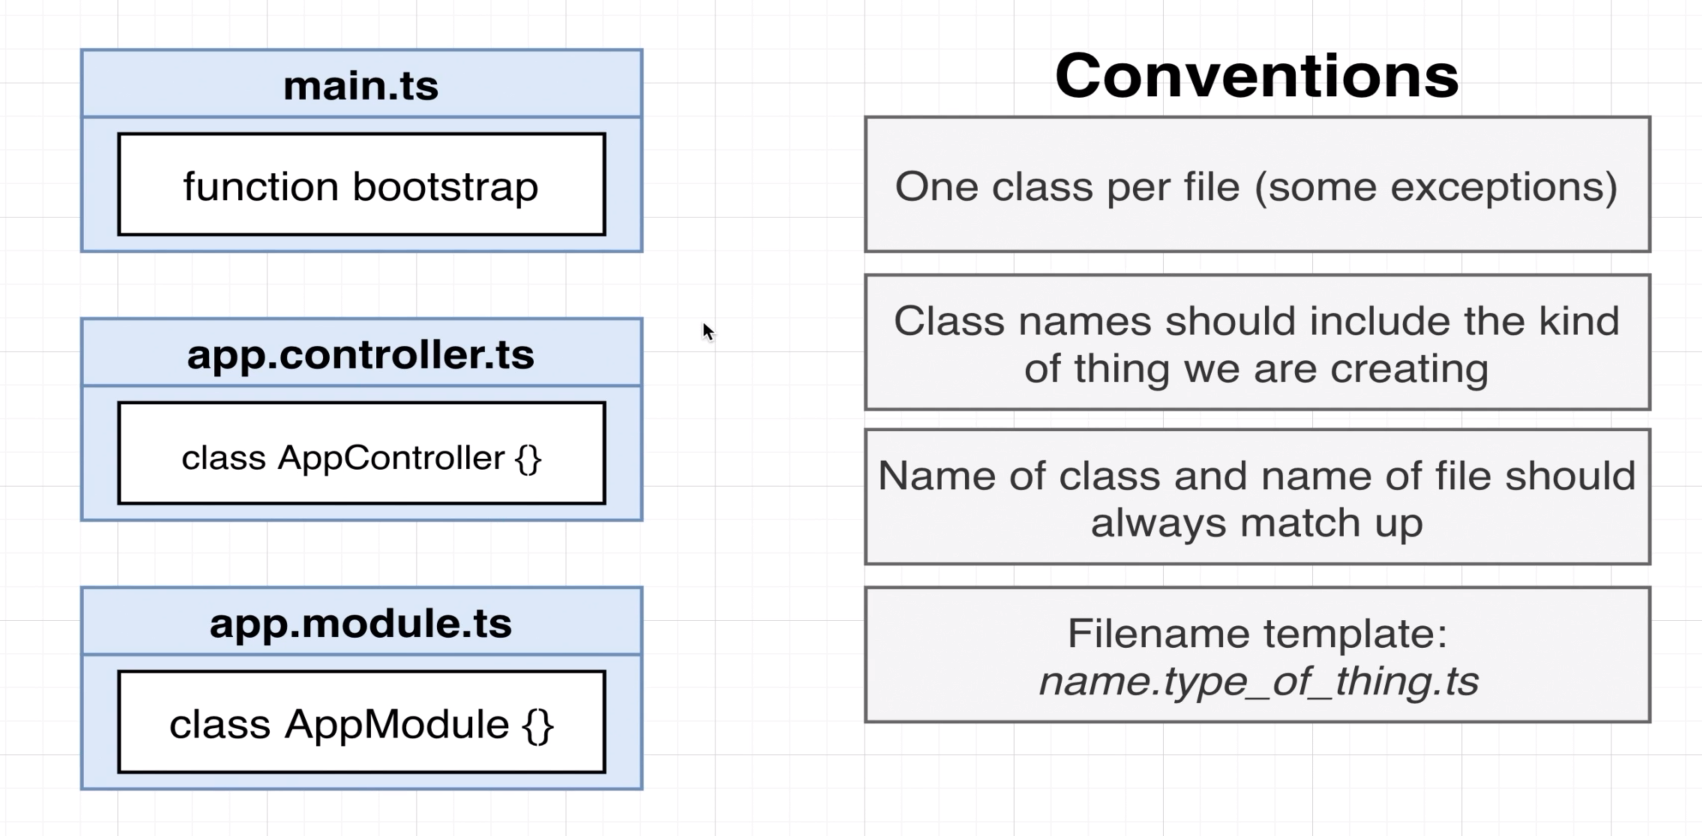 main.ts
function bootstrap
app.controller.ts
class AppController {}
app.module.ts
class AppModule {}
Conventions
One class per file (some exceptions)
Class names should include the kind
of thing we are creating
Name of class and name of file should
always match up
Filename template:
name.type_of_thing.ts